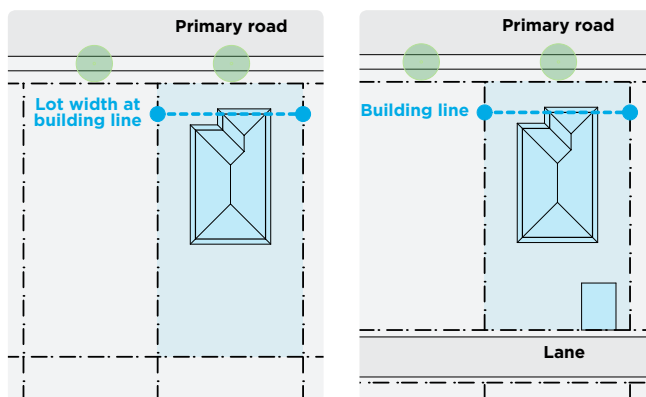 Primary road
Lot width at
building line
Primary road
Building line
Lane